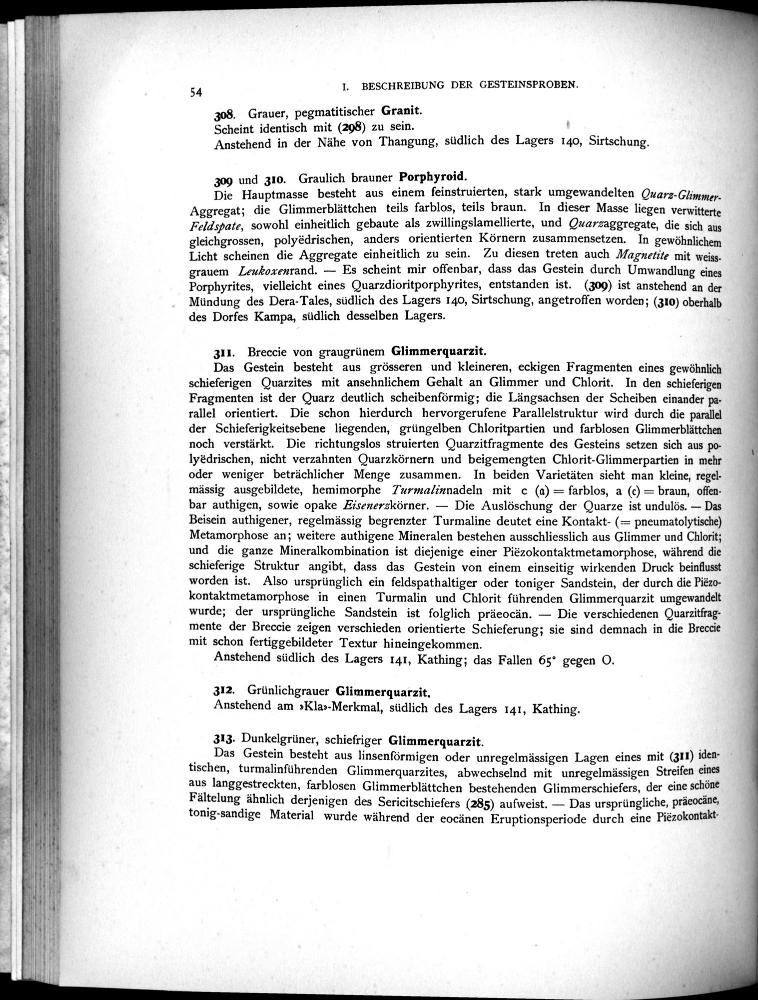 54
I. BESCHREIBUNG DER GESTEINSPROBEN.
308. Grauer, pegmatitischer Granit.
Scheint identisch mit (298) zu sein.
Anstehend in der Nähe von Thangung, südlich des Lagers 140, Sirtschung.
309 und 310. Graulich brauner Porphyroid.
Die Hauptmasse besteht aus einem feinstruierten, stark umgewandelten Quarz-Glimmer-
Aggregat; die Glimmerblättchen teils farblos, teils braun. In dieser Masse liegen verwitterte
Feldspate, sowohl einheitlich gebaute als zwillingslamellierte, und Quarzaggregate, die sich aus
gleichgrossen, polyëdrischen, anders orientierten Körnern zusammensetzen. In gewöhnlichem
Licht scheinen die Aggregate einheitlich zu sein. Zu diesen treten auch Magnetite mit weiss-
grauem Leukoxenrand. — Es scheint mir offenbar, dass das Gestein durch Umwandlung eines
Porphyrites, vielleicht eines Quarzdioritporphyrites, entstanden ist. (309) ist anstehend an der
Mündung des Dera-Tales, südlich des Lagers 140, Sirtschung, angetroffen worden; (310) oberhalb
des Dorfes Kampa, südlich desselben Lagers.
311. Breccie von graugrünem Glimmerquarzit.
Das Gestein besteht aus grösseren und kleineren, eckigen Fragmenten eines gewöhnlich
schieferigen Quarzites mit ansehnlichem Gehalt an Glimmer und Chlorit. In den schieferigen
Fragmenten ist der Quarz deutlich scheibenförmig; die Längsachsen der Scheiben einander pa-
rallel orientiert. Die schon hierdurch hervorgerufene Parallelstruktur wird durch die parallel
der Schieferigkeitsebene liegenden, grüngelben Chloritpartien und farblosen Glimmerblättchen
noch verstärkt. Die richtungslos struierten Quarzitfragmente des Gesteins setzen sich aus po-
lyëdrischen, nicht verzahnten Quarzkörnern und beigemengten Chlorit-Glimmerpartien in mehr
oder weniger beträchlicher Menge zusammen. In beiden Varietäten sieht man kleine, regel-
mässig ausgebildete, hemimorphe Turmalinnadeln mit c (a) = farblos, a (c) = braun, offen-
bar authigen, sowie opake Eisenerzkörner. — Die Auslöschung der Quarze ist undulös. — Das
Beisein authigener, regelmässig begrenzter Turmaline deutet eine Kontakt- (= pneumatolytische)
Metamorphose an; weitere authigene Mineralen bestehen ausschliesslich aus Glimmer und Chlorit;
und die ganze Mineralkombination ist diejenige einer Piëzokontaktmetamorphose, während die
schieferige Struktur angibt, dass das Gestein von einem einseitig wirkenden Druck beinflusst
worden ist. Also ursprünglich ein feldspathaltiger oder toniger Sandstein, der durch die Piëzo-
kontaktmetamorphose in einen Turmalin und Chlorit führenden Glimmerquarzit umgewandelt
wurde; der ursprüngliche Sandstein ist folglich präeocän. — Die verschiedenen Quarzitfrag-
mente der Breccie zeigen verschieden orientierte Schieferung; sie sind demnach in die Breccie
mit schon fertiggebildeter Textur hineingekommen.
Anstehend südlich des Lagers 141, Kathing; das Fallen 65° gegen O.
312. Grünlichgrauer Glimmerquarzit.
Anstehend am »Kla»-Merkmal, südlich des Lagers 141, Kathing.
313. Dunkelgrüner, schiefriger Glimmerquarzit.
Das Gestein besteht aus linsenförmigen oder unregelmässigen Lagen eines mit (311) iden-
tischen, turmalinführenden Glimmerquarzites, abwechselnd mit unregelmässigen Streifen eines
aus langgestreckten, farblosen Glimmerblättchen bestehenden Glimmerschiefers, der eine schöne
Fältelung ähnlich derjenigen des Sericitschiefers (285) aufweist. — Das ursprüngliche, präeocäne,
tonig-sandige Material wurde während der eocänen Eruptionsperiode durch eine Piëzokontakt-